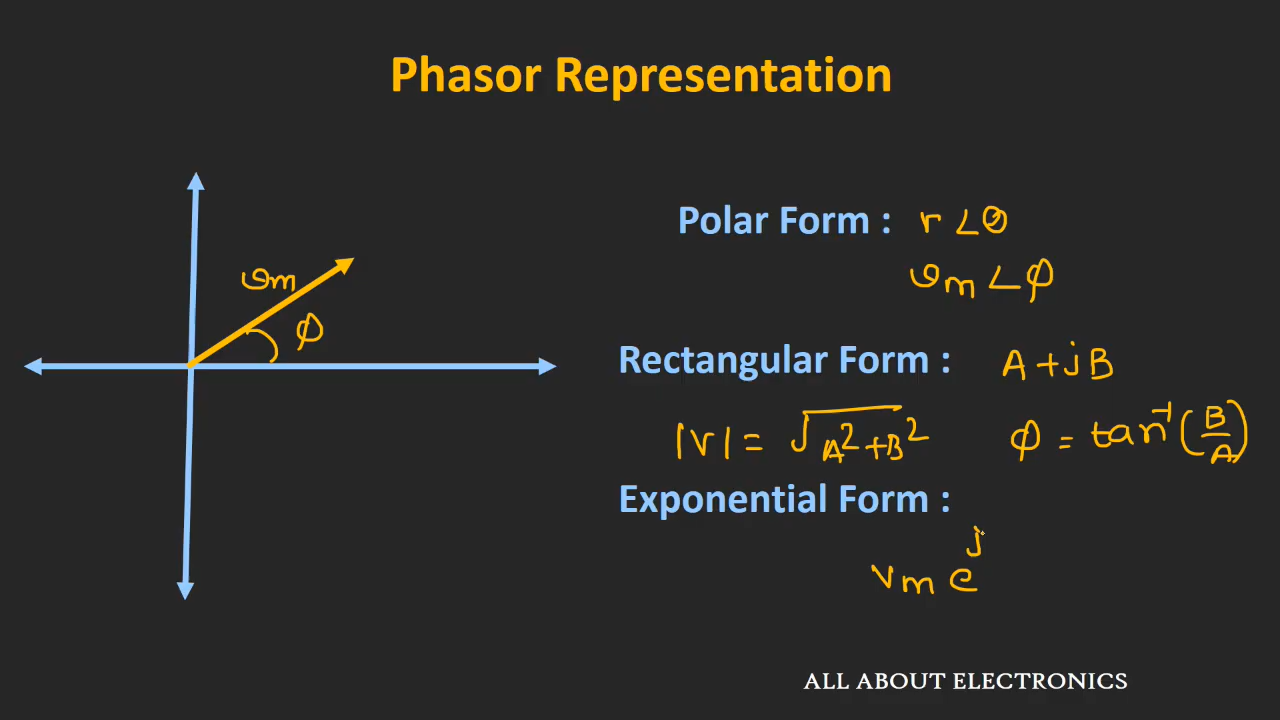 Phasor Representation
Polar Form : r ∠θ
vm ∠ϕ
vm
ϕ
Rectangular Form : A + jB
|V| = √A² + B² ϕ = tan⁻¹ (B/A)
Exponential Form :
Vm e^j
ALL ABOUT ELECTRONICS